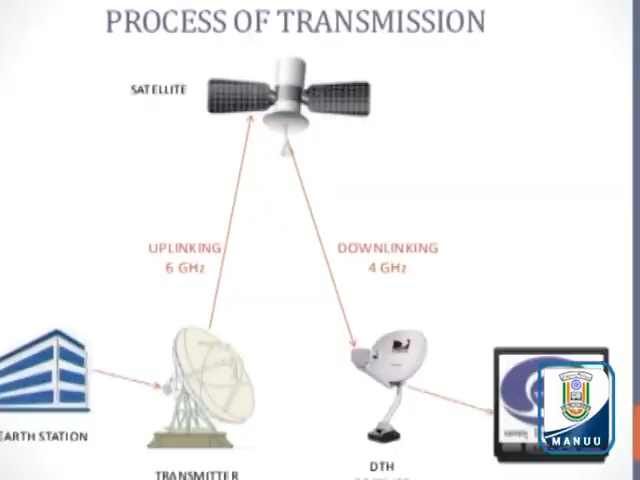 PROCESS OF TRANSMISSION
SATELLITE
UPLINKING
6 GHz
DOWNLINKING
4 GHz
EARTH STATION
TRANSMITTER
DTH
MANUU